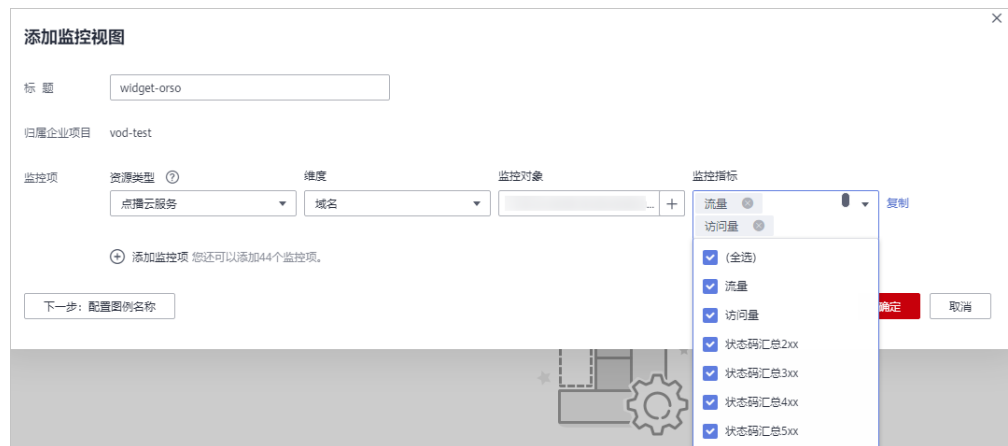 添加监控视图
标 题
widget-orso
归属企业项目
vod-test
监控项
资源类型
维度
监控对象
监控指标
点播云服务
域名
...
流量
访问量
复制
添加监控项 您还可以添加44个监控项。
(全选)
流量
访问量
状态码汇总2xx
状态码汇总3xx
状态码汇总4xx
状态码汇总5xx
下一步：配置图例名称
确定
取消